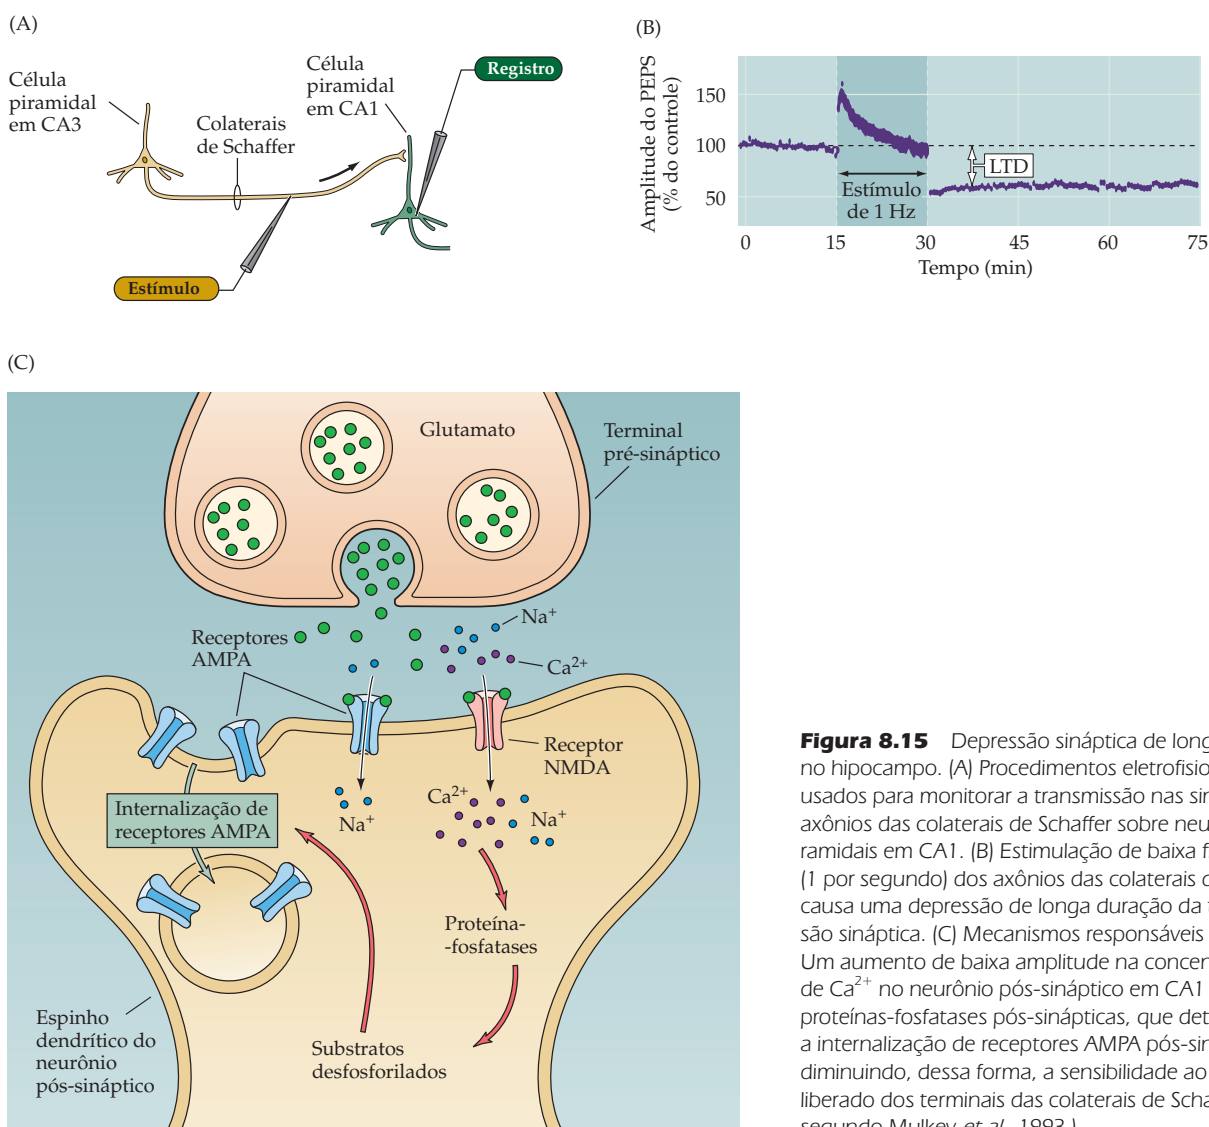 (A)
Célula
piramidal
em CA3
Colaterais
de Schaffer
Célula
piramidal
em CA1
Registro
Estímulo
(B)
Amplitude do PEPS
(% do controle)
150
100
50
LTD
Estímulo
de 1 Hz
0 15 30 45 60 75
Tempo (min)
(C)
Glutamato
Terminal
pré-sináptico
Na⁺
Ca²⁺
Receptores
AMPA
Receptor
NMDA
Internalização de
receptores AMPA
Na⁺
Ca²⁺
Na⁺
Proteína-
-fosfatases
Substratos
desfosforilados
Espinho
dendrítico do
neurônio
pós-sináptico
Figura 8.15 Depressão sináptica de long
no hipocampo. (A) Procedimentos eletrofisio
usados para monitorar a transmissão nas sin
axônios das colaterais de Schaffer sobre neu
ramidais em CA1. (B) Estimulação de baixa f
(1 por segundo) dos axônios das colaterais d
causa uma depressão de longa duração da
são sináptica. (C) Mecanismos responsáveis
Um aumento de baixa amplitude na concen
de Ca²⁺ no neurônio pós-sináptico em CA1
proteínas-fosfatases pós-sinápticas, que det
a internalização de receptores AMPA pós-sin
diminuindo, dessa forma, a sensibilidade ao
liberado dos terminais das colaterais de Scha
segundo Mulkey et al., 1993.)